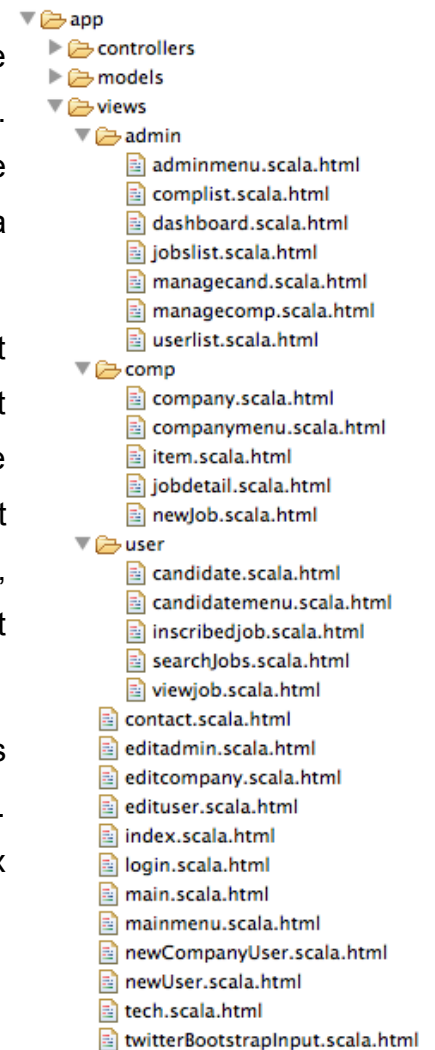 app
controllers
models
views
admin
adminmenu.scala.html
complist.scala.html
dashboard.scala.html
jobslist.scala.html
managecand.scala.html
managecomp.scala.html
userlist.scala.html
comp
company.scala.html
companymenu.scala.html
item.scala.html
jobdetail.scala.html
newJob.scala.html
user
candidate.scala.html
candidatemenu.scala.html
inscribedjob.scala.html
searchJobs.scala.html
viewjob.scala.html
contact.scala.html
editadmin.scala.html
editcompany.scala.html
edituser.scala.html
index.scala.html
login.scala.html
main.scala.html
mainmenu.scala.html
newCompanyUser.scala.html
newUser.scala.html
tech.scala.html
twitterBootstrapInput.scala.html